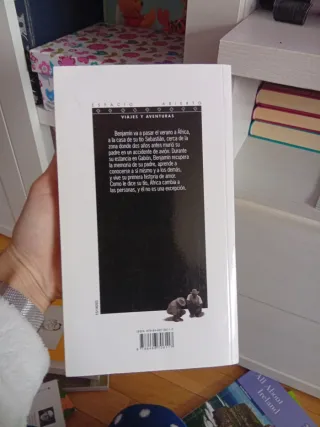 ESPACIO ABIERTO
VIAJES Y AVENTURAS
Benjamín va a pasar el verano a África,
a la casa de su tío Sebastián, cerca de la
zona donde dos años antes murió su
padre en un accidente de avión. Durante
su estancia en Gabón, Benjamín recupera
la memoria de su padre, aprende a
conocerse a sí mismo y a los demás,
y vive su primera historia de amor.
Como le dice su tío, África cambia a
las personas, y él no es una excepción.
All About
Ireland